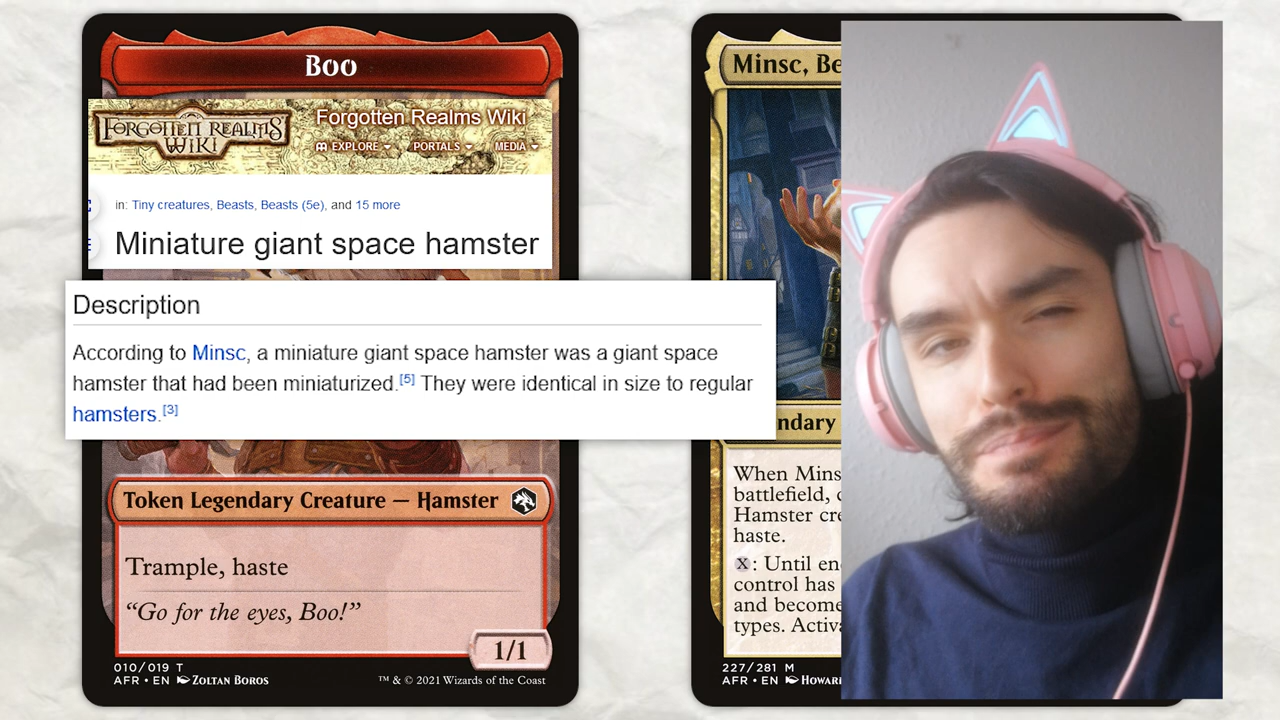 Boo
FORGOTTEN REALMS
WIKI
Forgotten Realms Wiki
EXPLORE PORTALS MEDIA
in: Tiny creatures, Beasts, Beasts (5e), and 15 more
Miniature giant space hamster
Description
According to Minsc, a miniature giant space hamster was a giant space
hamster that had been miniaturized.[5] They were identical in size to regular
hamsters.[3]
Token Legendary Creature — Hamster
Trample, haste
“Go for the eyes, Boo!”
1/1
010/019 T
AFR • EN ZOLTAN BOROS
™ & © 2021 Wizards of the Coast
Minsc, Be
ndary
When Mins
battlefield, c
Hamster cre
haste.
X: Until en
control has
and become
types. Activa
227/281 M
AFR • EN HOWAR